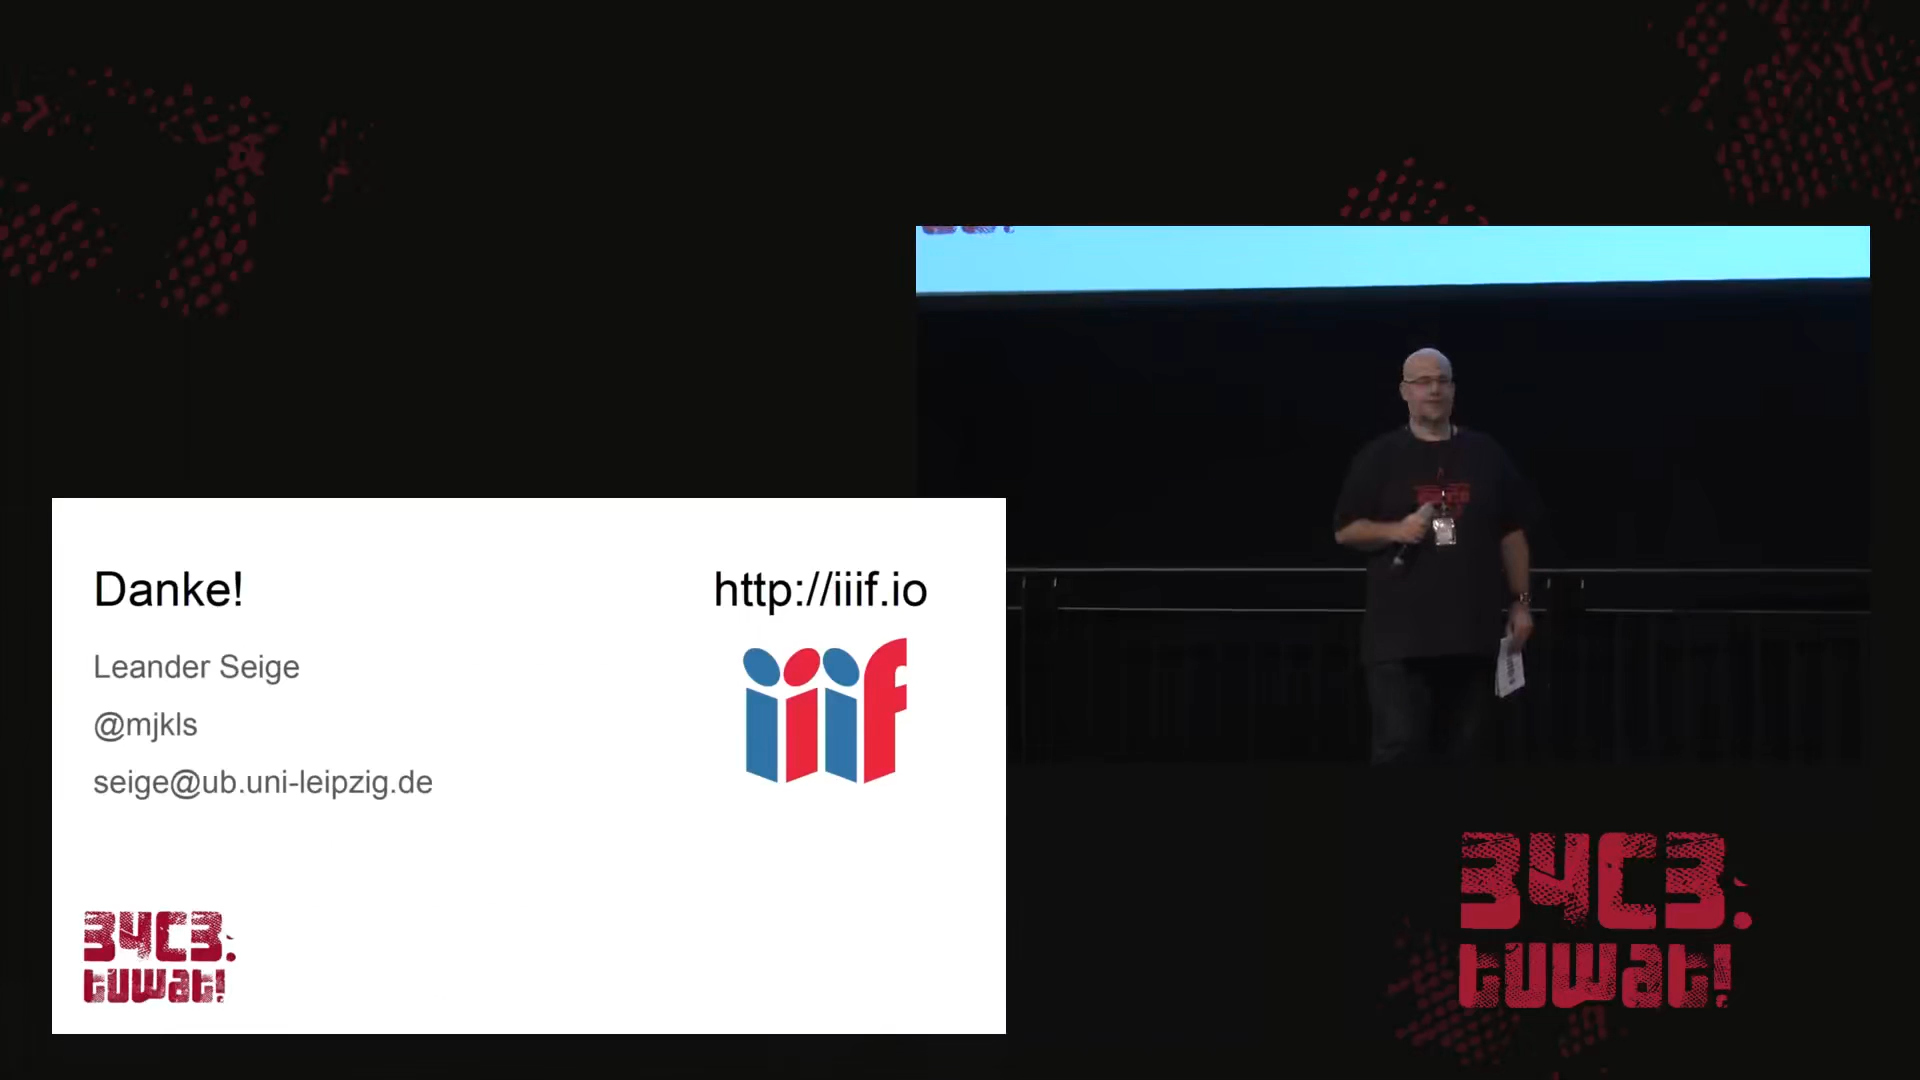 Danke!
http://iiif.io
Leander Seige
@mjkls
seige@ub.uni-leipzig.de
iiif
34C3.
tuwat!
34C3.
tuwat!